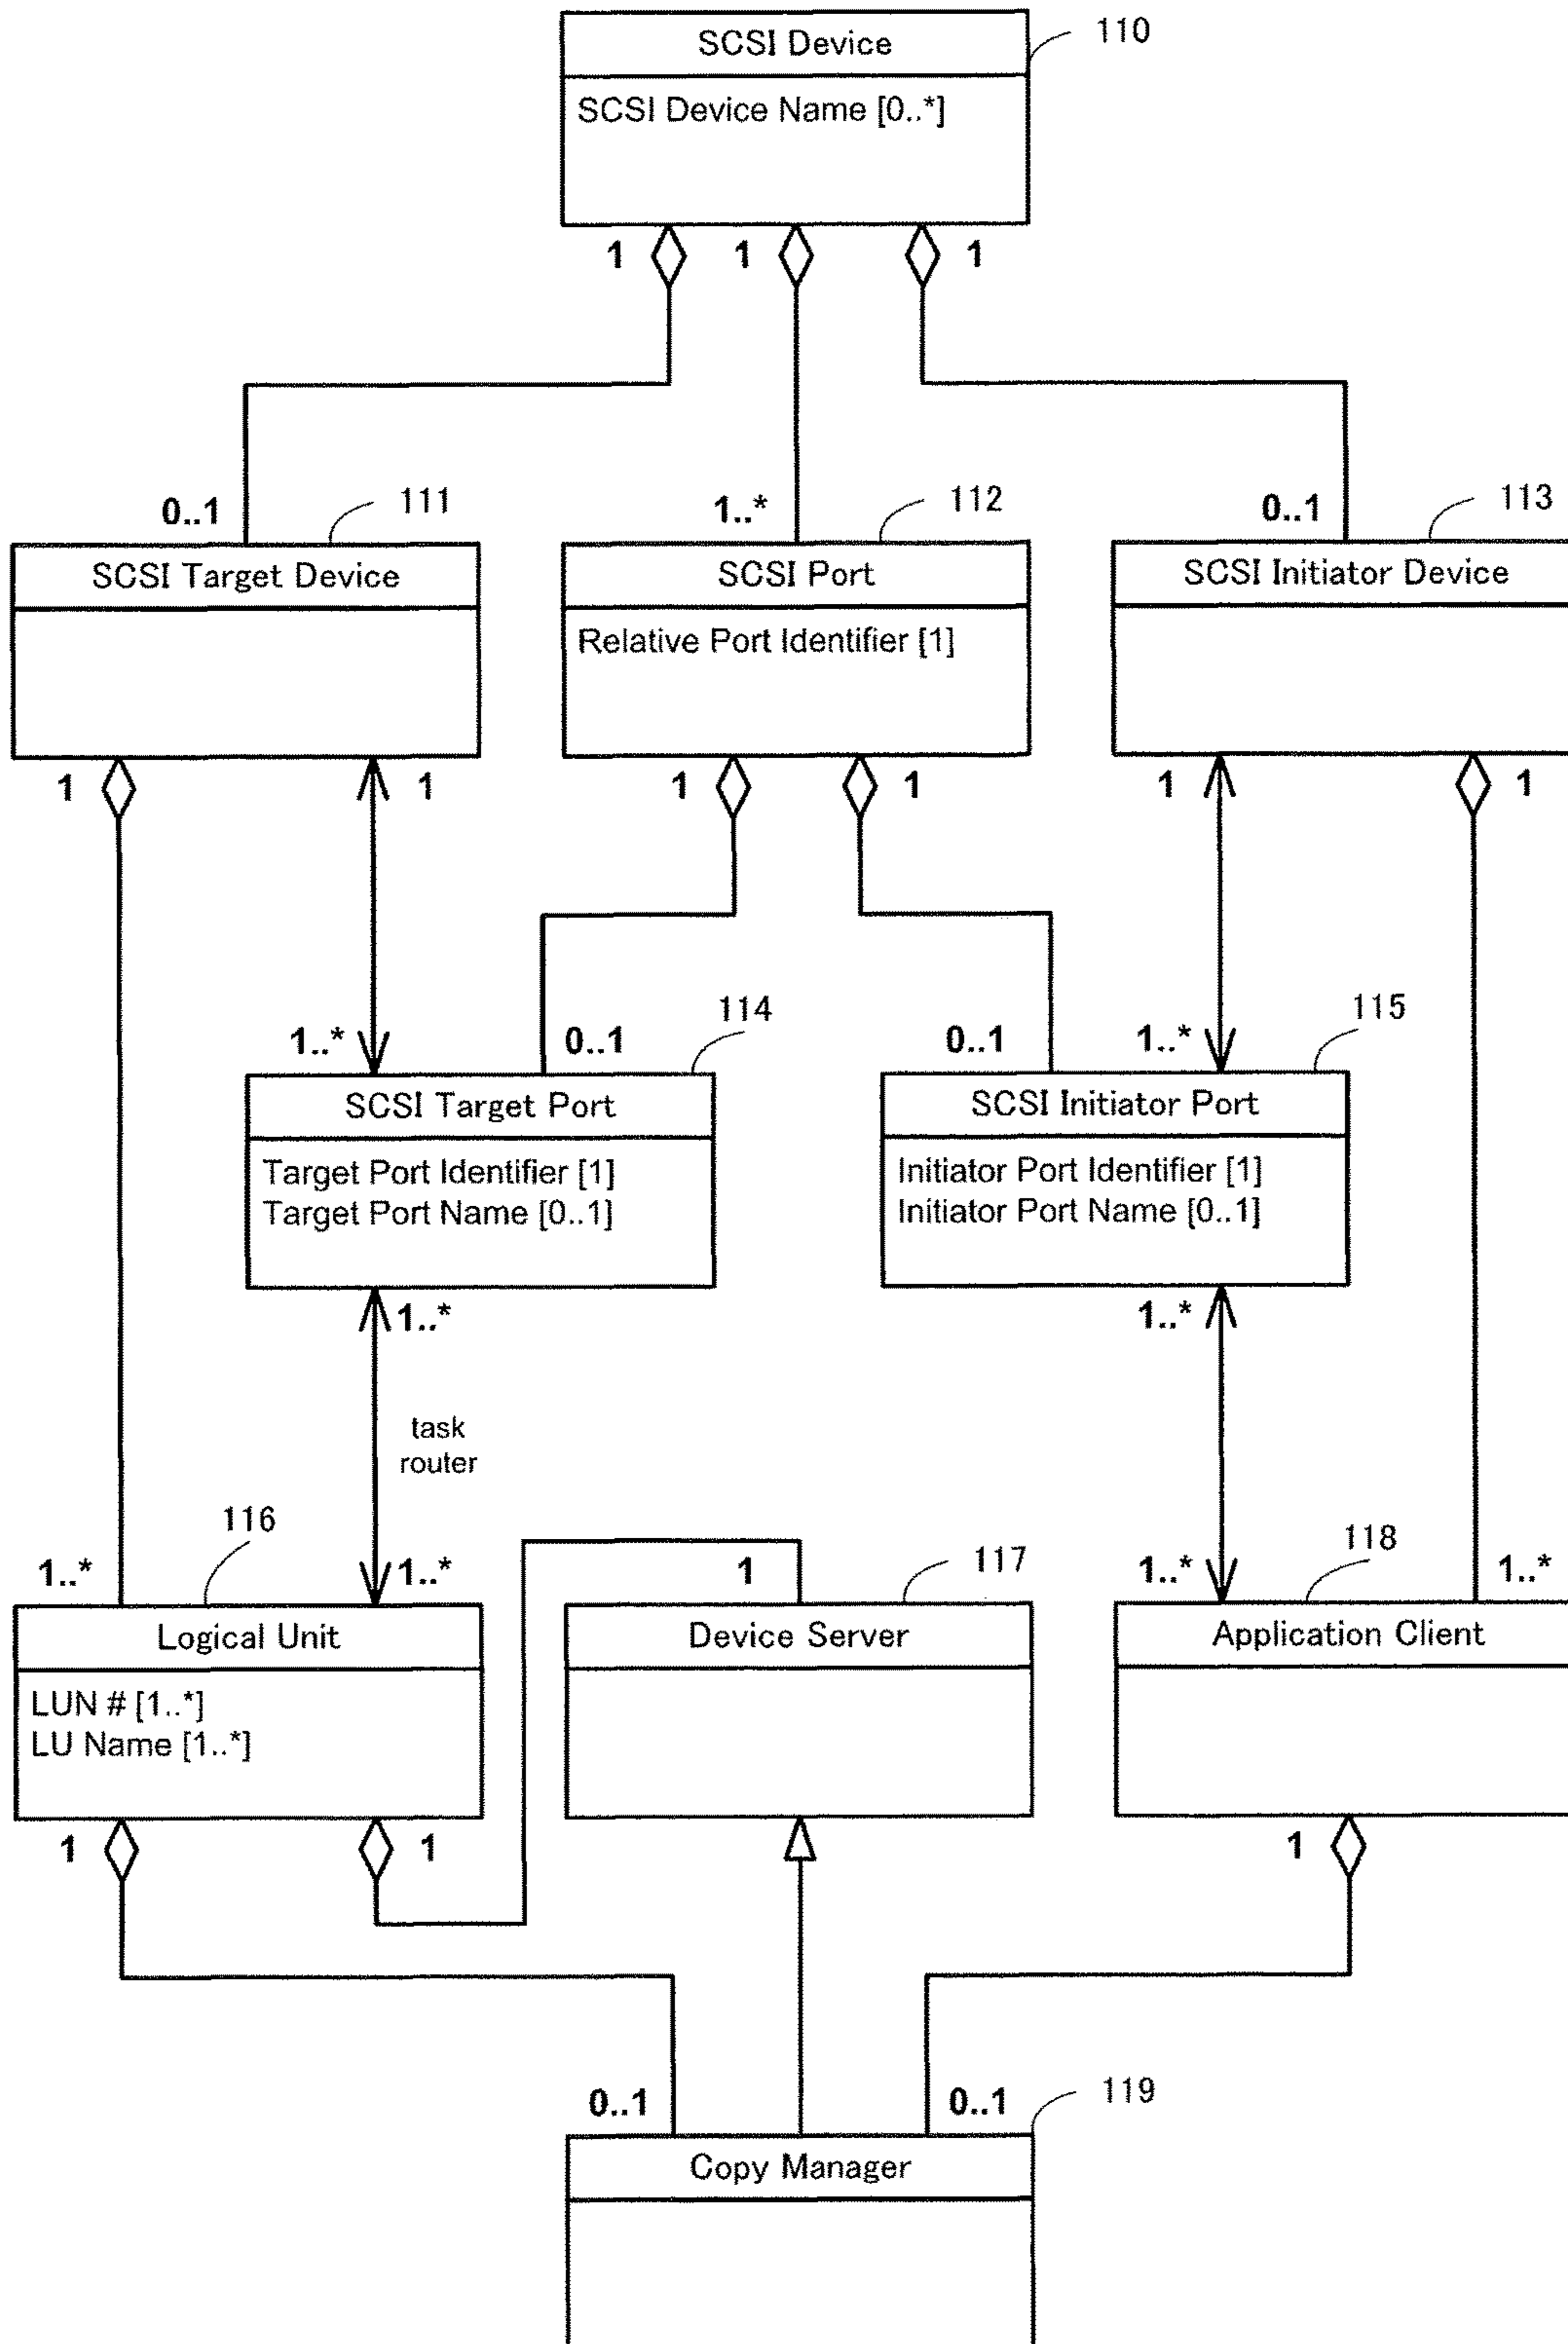 SCSI Device
110
SCSI Device Name [0..*]
1
1
1
0..1
111
1..*
112
0..1
113
SCSI Target Device
SCSI Port
SCSI Initiator Device
Relative Port Identifier [1]
1
1
1
1
1
1
1..*
0..1
114
0..1
1..*
115
SCSI Target Port
SCSI Initiator Port
Target Port Identifier [1]
Target Port Name [0..1]
Initiator Port Identifier [1]
Initiator Port Name [0..1]
1..*
1..*
task
router
1..*
116
1..*
1
117
1..*
118
1..*
Logical Unit
Device Server
Application Client
LUN # [1..*]
LU Name [1..*]
1
1
1
0..1
0..1
119
Copy Manager